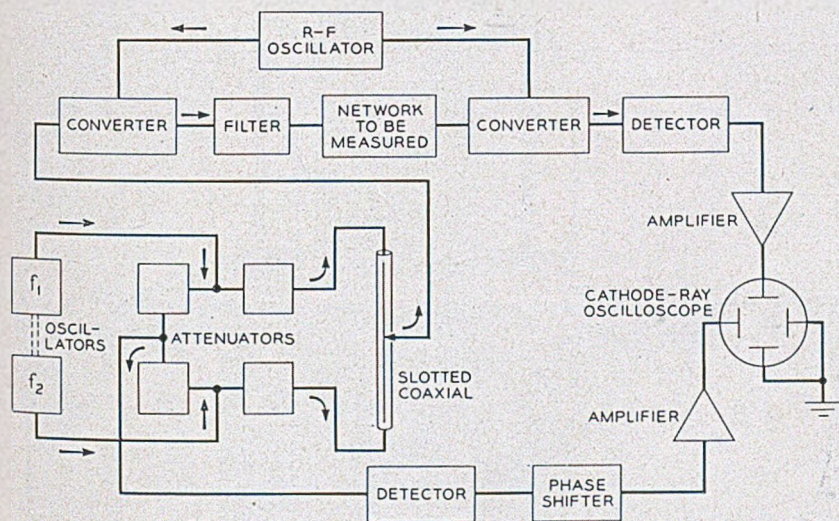 R-F
OSCILLATOR
CONVERTER
FILTER
NETWORK
TO BE
MEASURED
CONVERTER
DETECTOR
AMPLIFIER
f1
OSCIL-
LATORS
f2
ATTENUATORS
CATHODE-RAY
OSCILLOSCOPE
SLOTTED
COAXIAL
AMPLIFIER
DETECTOR
PHASE
SHIFTER